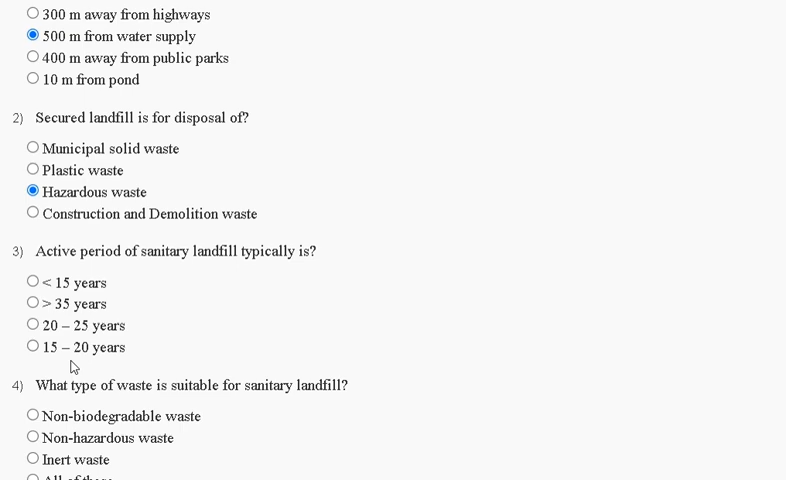 300 m away from highways
500 m from water supply
400 m away from public parks
10 m from pond
2) Secured landfill is for disposal of?
Municipal solid waste
Plastic waste
Hazardous waste
Construction and Demolition waste
3) Active period of sanitary landfill typically is?
< 15 years
> 35 years
20 – 25 years
15 – 20 years
4) What type of waste is suitable for sanitary landfill?
Non-biodegradable waste
Non-hazardous waste
Inert waste